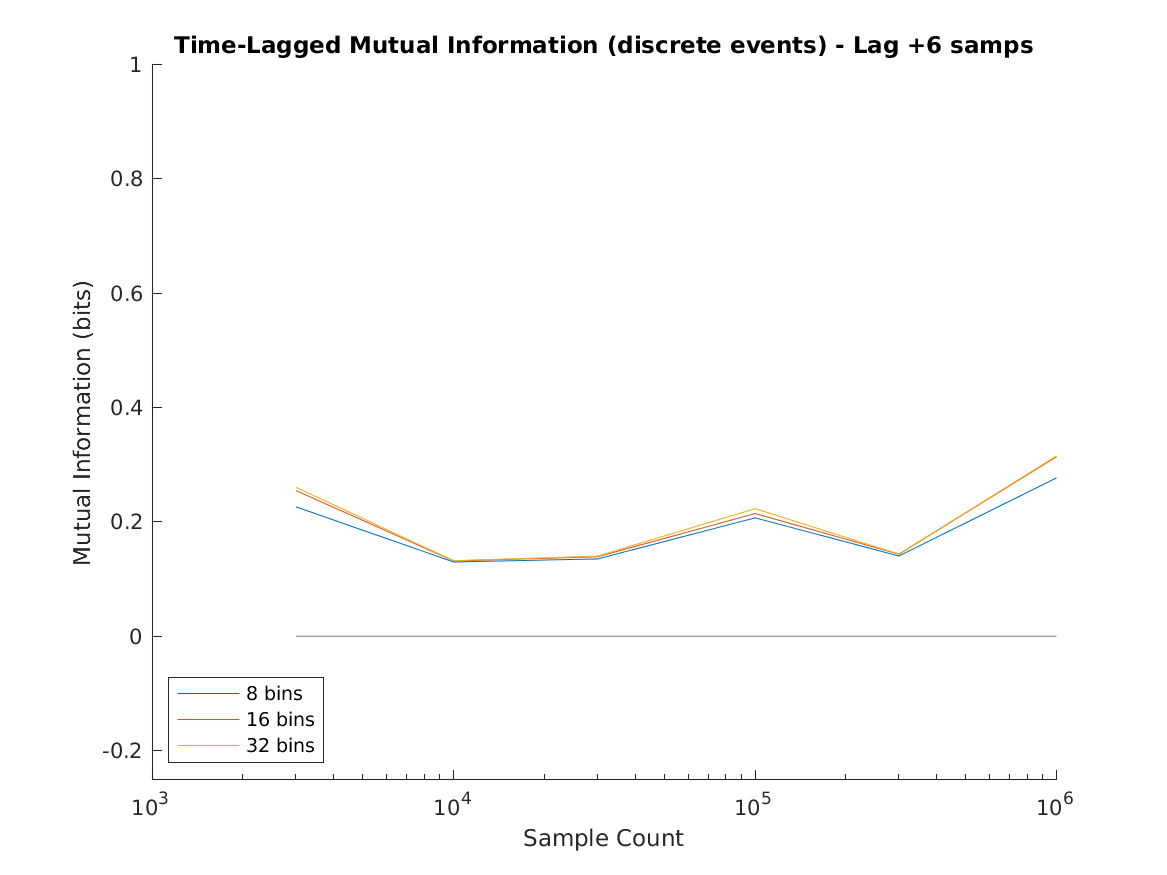 Time-Lagged Mutual Information (discrete events) - Lag +6 samps
1
0.8
0.6
0.4
0.2
0
-0.2
Mutual Information (bits)
8 bins
16 bins
32 bins
10^3
10^4
10^5
10^6
Sample Count